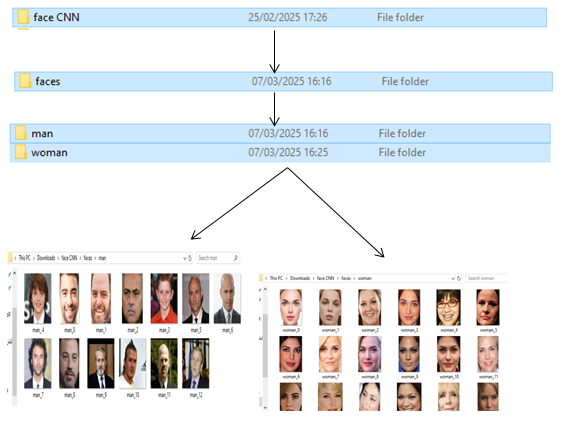 face CNN 25/02/2025 17:26 File folder
faces 07/03/2025 16:16 File folder
man 07/03/2025 16:16 File folder
woman 07/03/2025 16:25 File folder
This PC > Downloads > face CNN > faces > man Search man
man_4 man_0 man_1 man_2 man_3 man_5 man_6
man_7 man_8 man_9 man_10 man_11 man_12
This PC > Downloads > face CNN > faces > woman Search woman
woman_0 woman_1 woman_2 woman_3 woman_4 woman_5
woman_6 woman_7 woman_8 woman_9 woman_10 woman_11